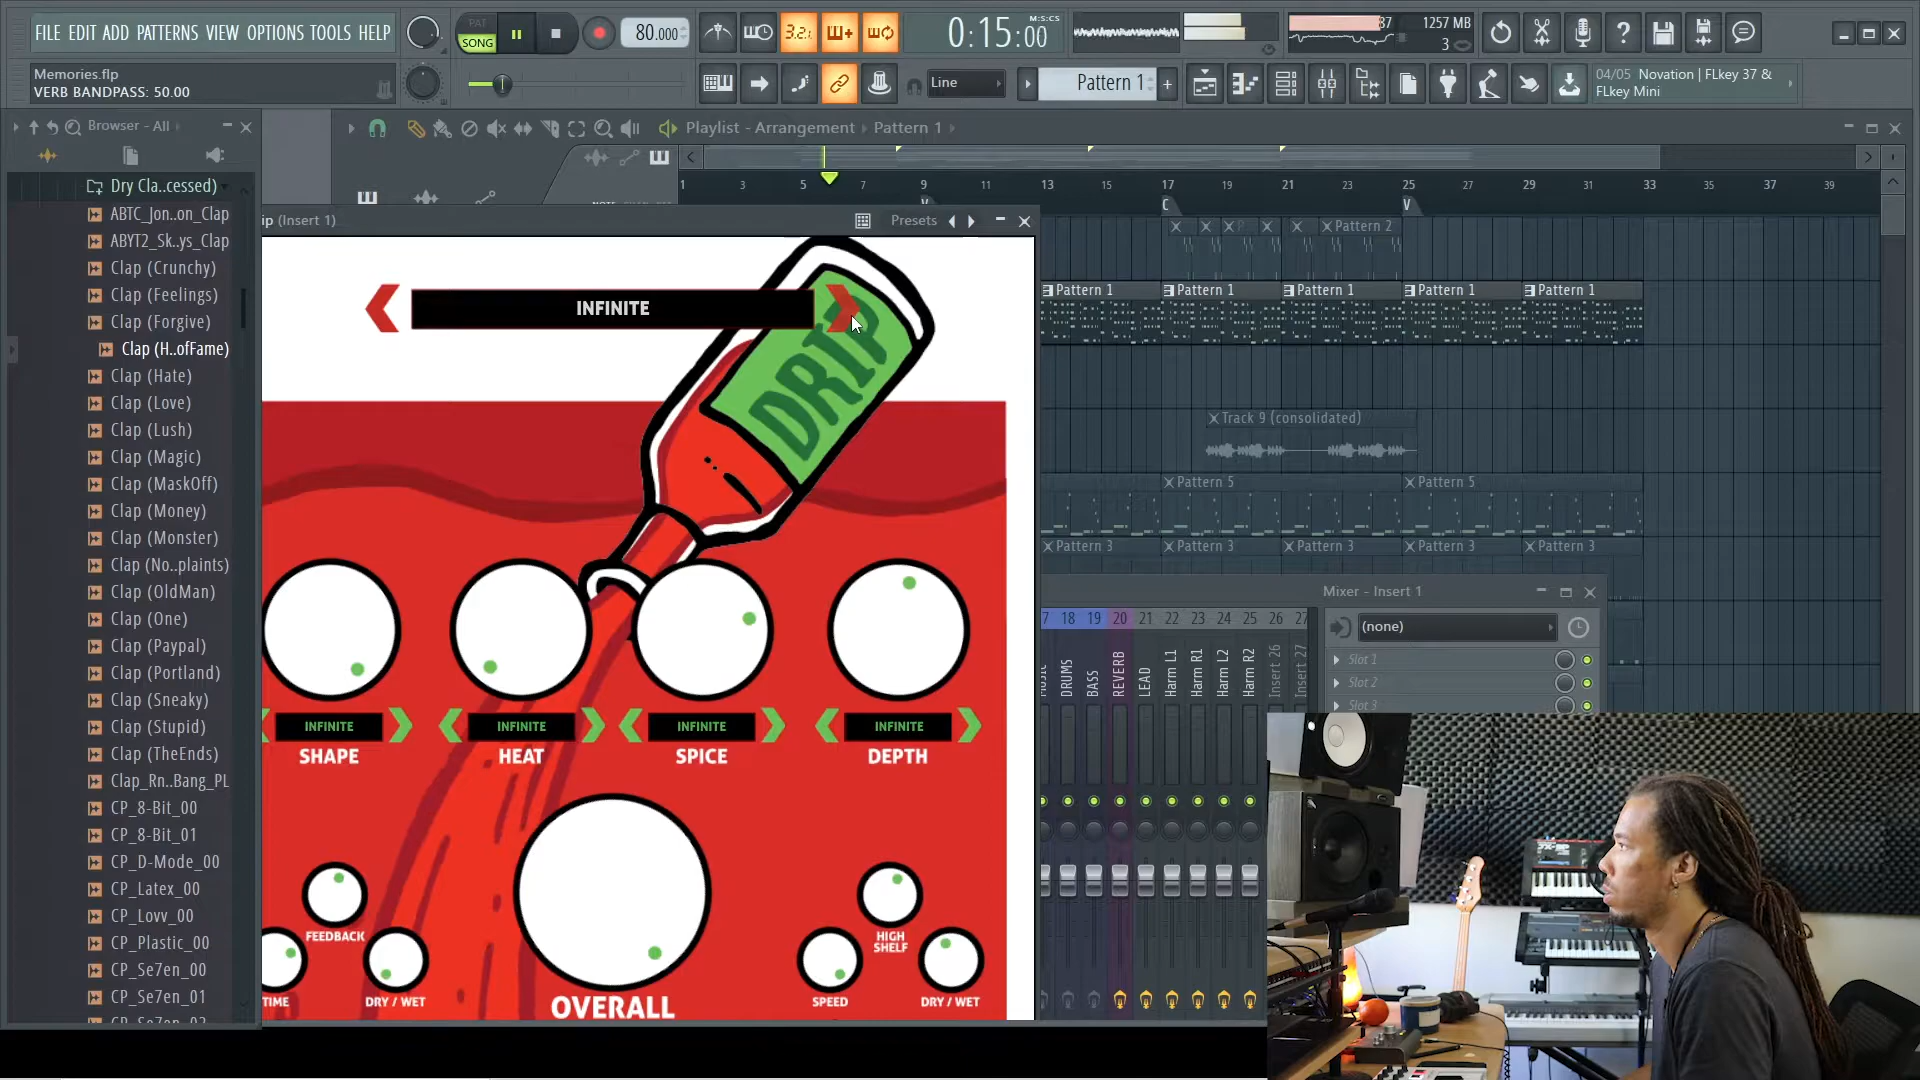 FILE EDIT ADD PATTERNS VIEW OPTIONS TOOLS HELP
PAT
SONG
80.000
3.2.1
0:15:00
M:S:CS
37
1257 MB
3
Memories.flp
VERB BANDPASS: 50.00
Line
Pattern 1
04/05 Novation | FLkey 37 &
FLkey Mini
Browser - All
Playlist - Arrangement
Pattern 1
Dry Cla..cessed)
ABTC_Jon..on_Clap
ABYT2_Sk..ys_Clap
Clap (Crunchy)
Clap (Feelings)
Clap (Forgive)
Clap (H..ofFame)
Clap (Hate)
Clap (Love)
Clap (Lush)
Clap (Magic)
Clap (MaskOff)
Clap (Money)
Clap (Monster)
Clap (No..plaints)
Clap (OldMan)
Clap (One)
Clap (Paypal)
Clap (Portland)
Clap (Sneaky)
Clap (Stupid)
Clap (TheEnds)
Clap_Rn..Bang_PL
CP_8-Bit_00
CP_8-Bit_01
CP_D-Mode_00
CP_Latex_00
CP_Lovv_00
CP_Plastic_00
CP_Se7en_00
CP_Se7en_01
1 3 5 7 9 11 13 15 17 19 21 23 25 27 29 31 33 35 37 39
C
V
ip (Insert 1)
Presets
INFINITE
DRIP
INFINITE INFINITE INFINITE INFINITE
SHAPE HEAT SPICE DEPTH
FEEDBACK
TIME
DRY / WET
OVERALL
HIGH
SHELF
SPEED
DRY / WET
Pattern 2
Pattern 1 Pattern 1 Pattern 1 Pattern 1 Pattern 1
Track 9 (consolidated)
Pattern 5 Pattern 5
Pattern 3 Pattern 3 Pattern 3 Pattern 3 Pattern 3
Mixer - Insert 1
(none)
Slot 1
Slot 2
Slot 3
18 19 20 21 22 23 24 25 26 27
DRUMS
BASS
REVERB
LEAD
Harm L1
Harm R1
Harm L2
Harm R2
Insert 26
Insert 27